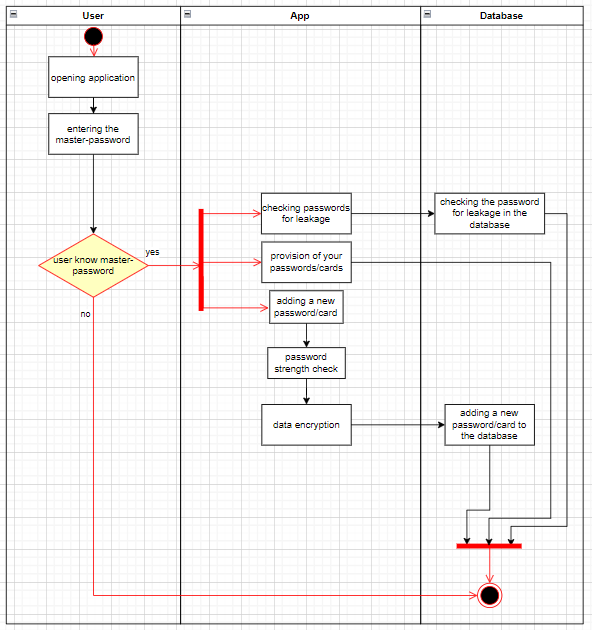 User
App
Database
opening application
entering the
master-password
user know master-
password
yes
no
checking passwords
for leakage
checking the password
for leakage in the
database
provision of your
passwords/cards
adding a new
password/card
password
strength check
data encryption
adding a new
password/card to
the database